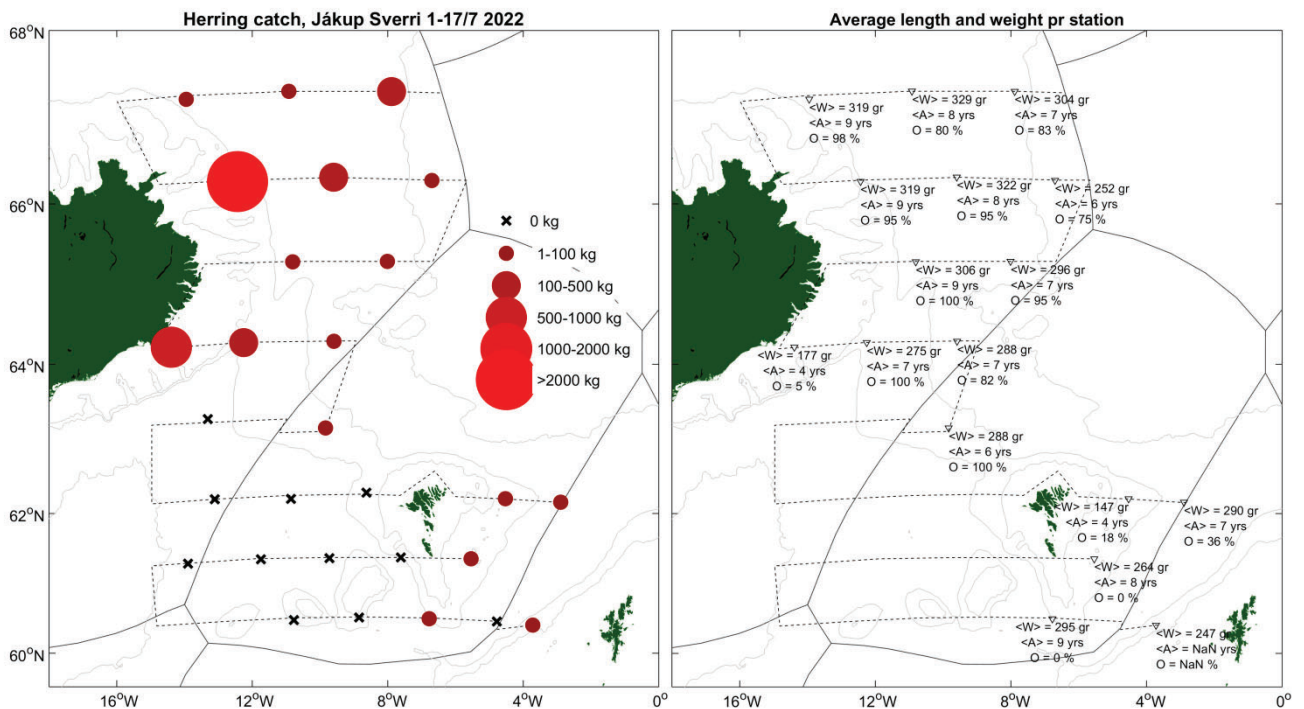 Herring catch, Jákup Sverri 1-17/7 2022
68°N
66°N
64°N
62°N
60°N
16°W
12°W
8°W
4°W
0°
0 kg
1-100 kg
100-500 kg
500-1000 kg
1000-2000 kg
>2000 kg
Average length and weight pr station
<W> = 319 gr
<A> = 9 yrs
O = 98 %
<W> = 329 gr
<A> = 8 yrs
O = 80 %
<W> = 304 gr
<A> = 7 yrs
O = 83 %
<W> = 319 gr
<A> = 9 yrs
O = 95 %
<W> = 322 gr
<A> = 8 yrs
O = 95 %
<W> = 252 gr
<A> = 6 yrs
O = 75 %
<W> = 306 gr
<A> = 9 yrs
O = 100 %
<W> = 296 gr
<A> = 7 yrs
O = 95 %
<W> = 177 gr
<A> = 4 yrs
O = 5 %
<W> = 275 gr
<A> = 7 yrs
O = 100 %
<W> = 288 gr
<A> = 7 yrs
O = 82 %
<W> = 288 gr
<A> = 6 yrs
O = 100 %
<W> = 147 gr
<A> = 4 yrs
O = 18 %
<W> = 290 gr
<A> = 7 yrs
O = 36 %
<W> = 264 gr
<A> = 8 yrs
O = 0 %
<W> = 295 gr
<A> = 9 yrs
O = 0 %
<W> = 247 gr
<A> = NaN yrs
O = NaN %
16°W
12°W
8°W
4°W
0°